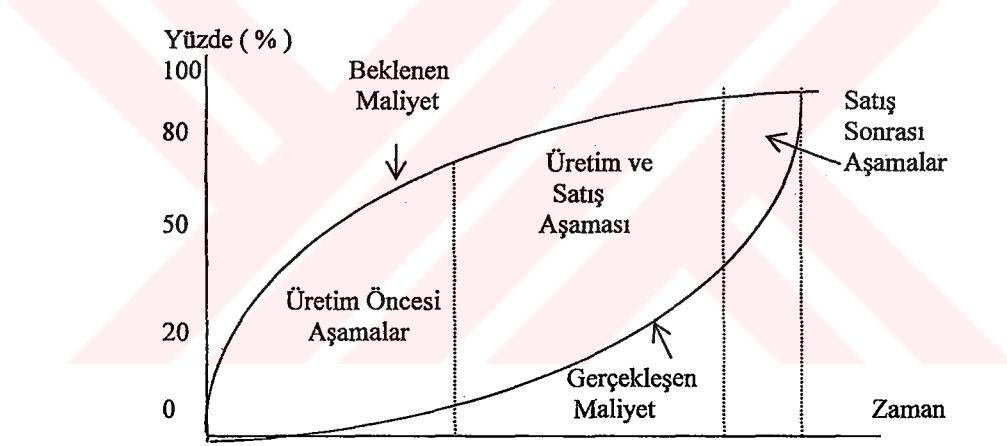 Yüzde ( % )
100
80
50
20
0
Beklenen
Maliyet
Üretim ve
Satış
Aşaması
Satış
Sonrası
Aşamalar
Üretim Öncesi
Aşamalar
Gerçekleşen
Maliyet
Zaman